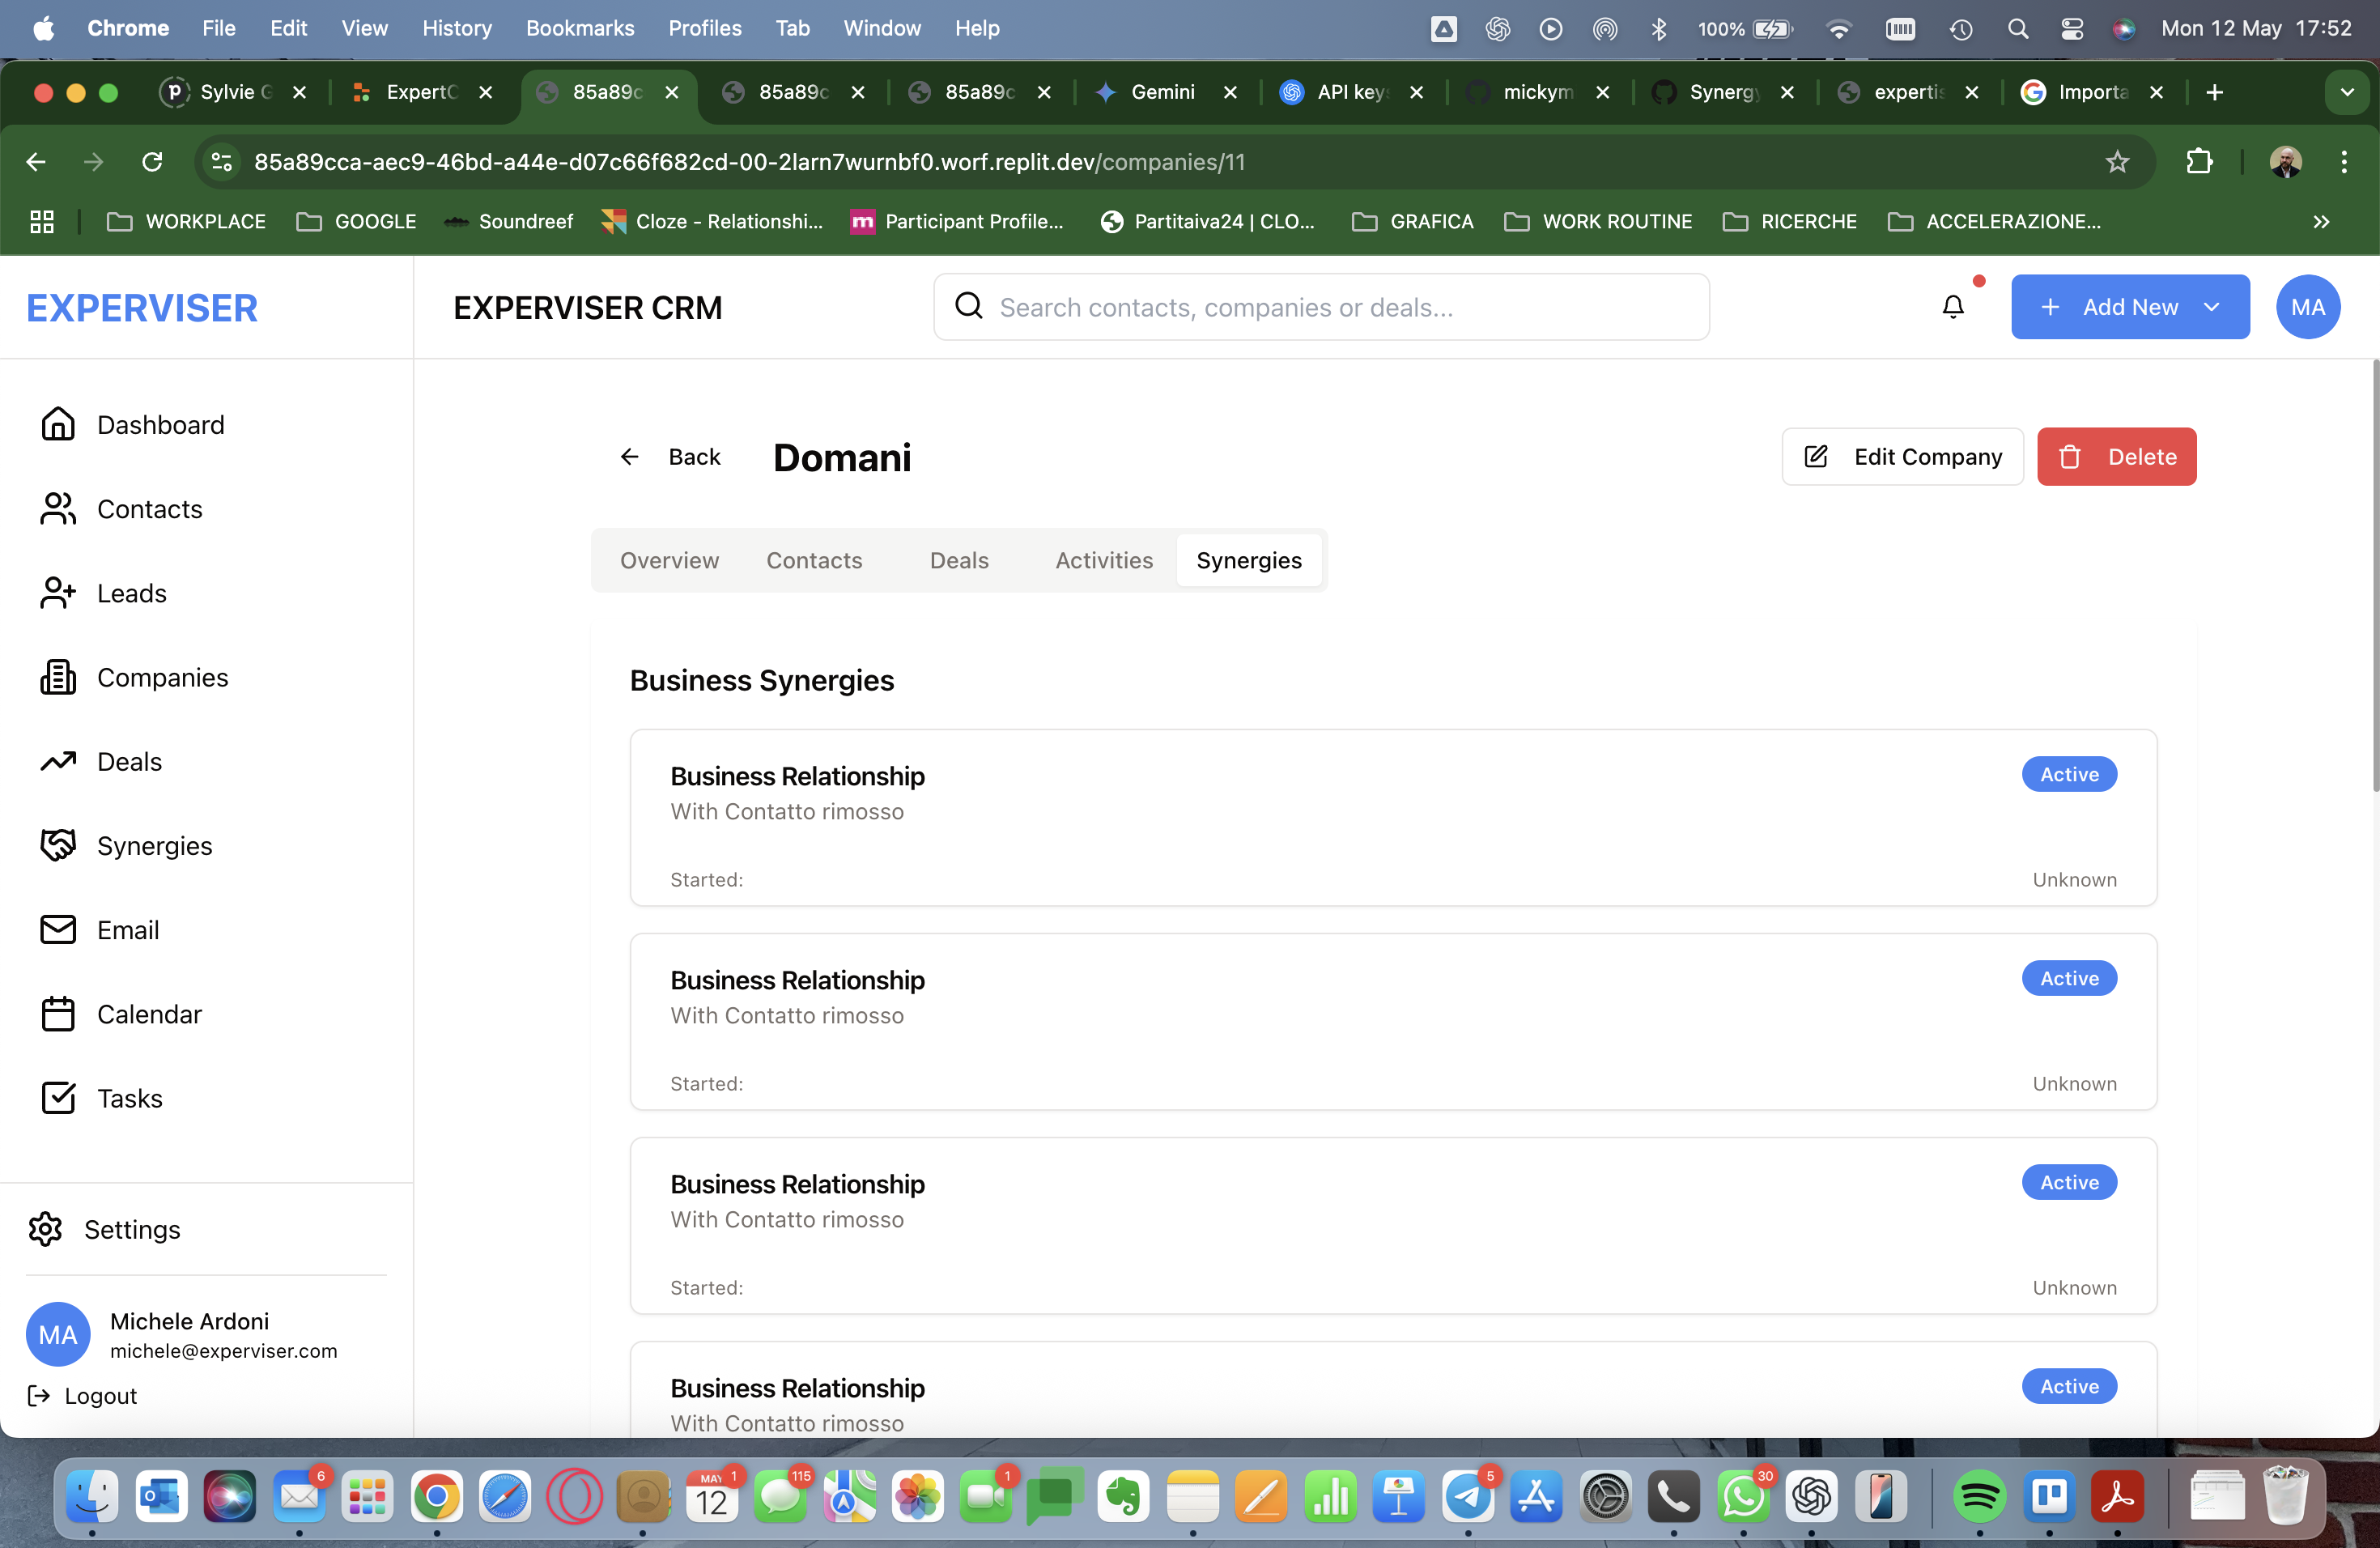 Chrome File Edit View History Bookmarks Profiles Tab Window Help 100% Mon 12 May 17:52
Sylvie G ExpertC 85a89c 85a89c 85a89c Gemini API keys mickym Synergy expertis Importa
85a89cca-aec9-46bd-a44e-d07c66f682cd-00-2larn7wurnbf0.worf.replit.dev/companies/11
WORKPLACE GOOGLE Soundreef Cloze - Relationshi... Participant Profile... Partitaiva24 | CLO... GRAFICA WORK ROUTINE RICERCHE ACCELERAZIONE...
EXPERVISER
EXPERVISER CRM
Search contacts, companies or deals...
Add New
MA
Dashboard
Contacts
Leads
Companies
Deals
Synergies
Email
Calendar
Tasks
Settings
MA
Michele Ardoni
michele@experviser.com
Logout
Back
Domani
Edit Company
Delete
Overview Contacts Deals Activities Synergies
Business Synergies
Business Relationship
Active
With Contatto rimosso
Started: Unknown
Business Relationship
Active
With Contatto rimosso
Started: Unknown
Business Relationship
Active
With Contatto rimosso
Started: Unknown
Business Relationship
Active
With Contatto rimosso
6 MAY 1 12 115 1 5 30